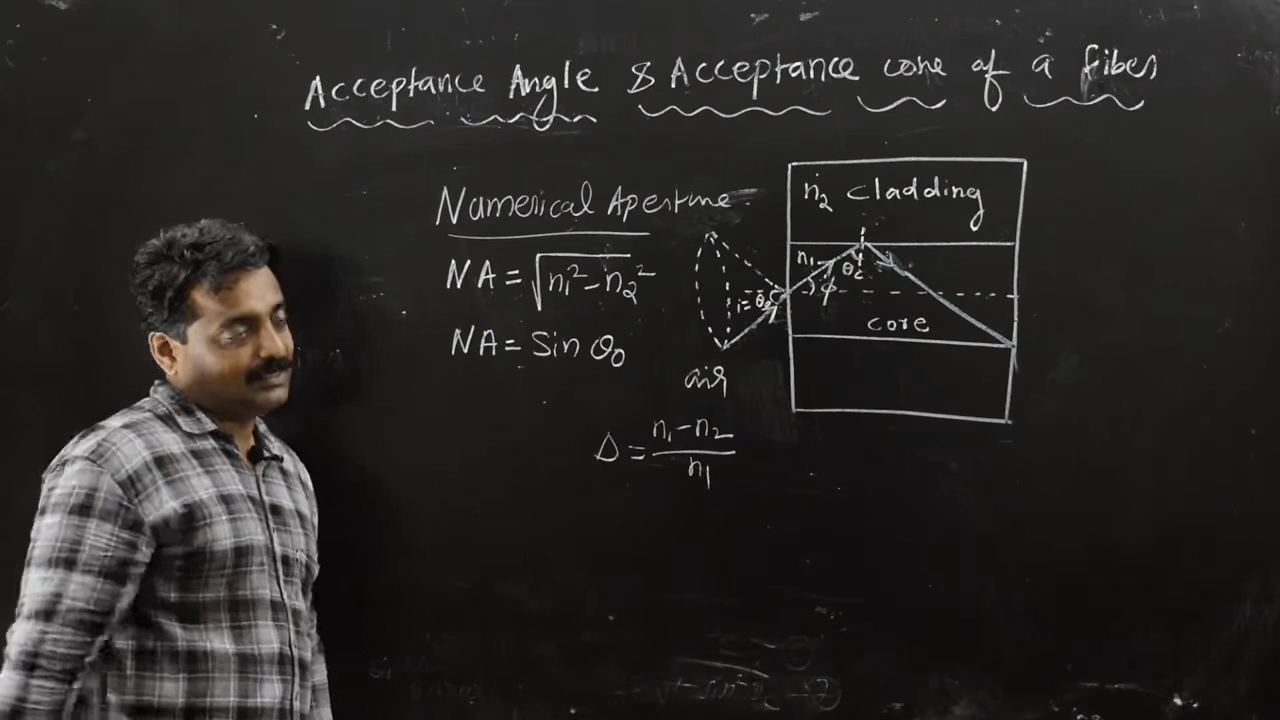 Acceptance Angle & Acceptance cone of a fiber
Numerical Aperture
NA = √n₁² – n₂²
NA = Sin θ₀
n₂ cladding
n₁
θc
i = θ₀
ϕ
core
air
Δ = n₁ – n₂ / n₁